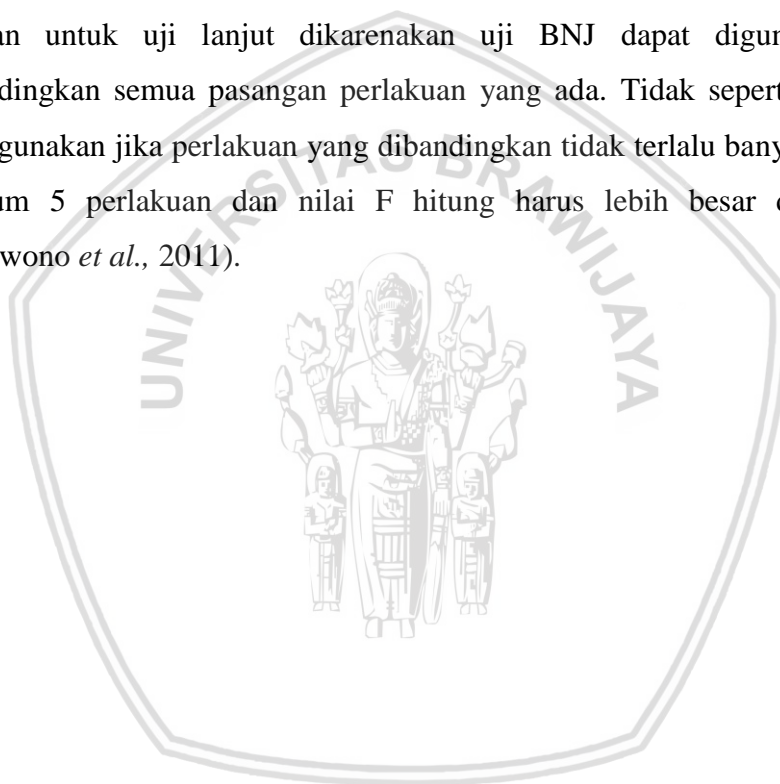 an untuk uji lanjut dikarenakan uji BNJ dapat digun
dingkan semua pasangan perlakuan yang ada. Tidak sepert
gunakan jika perlakuan yang dibandingkan tidak terlalu bany
um 5 perlakuan dan nilai F hitung harus lebih besar
wono et al., 2011).
UNIVERSITAS BRAWIJAYA